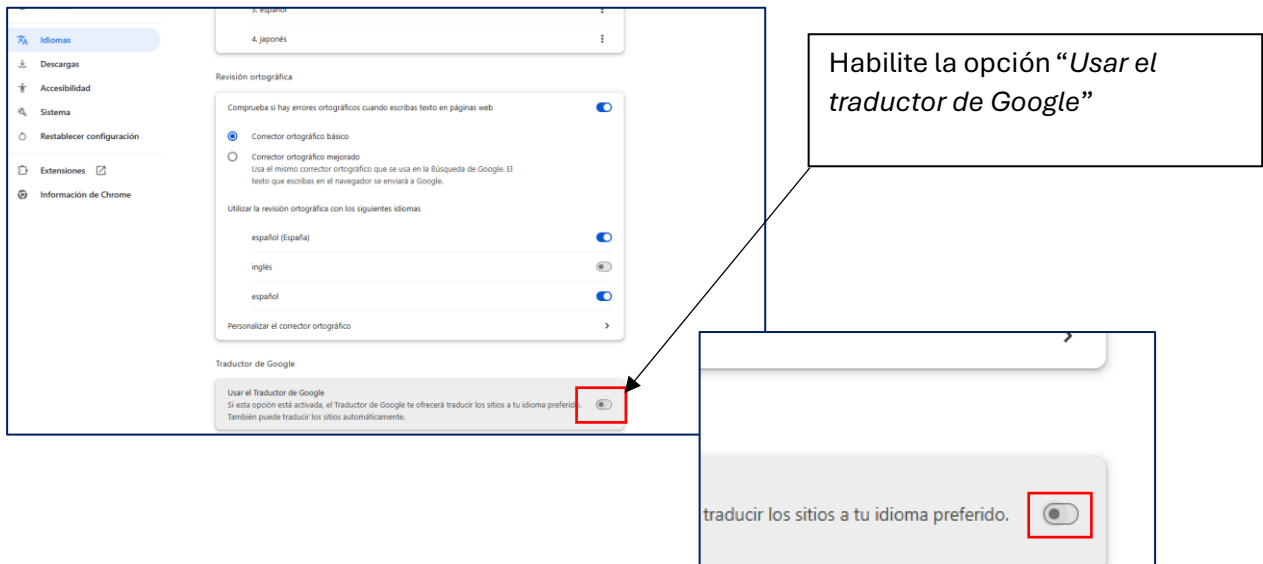 3. español
4. japonés
Idiomas
Descargas
Accesibilidad
Sistema
Restablecer configuración
Extensiones
Información de Chrome
Revisión ortográfica
Comprueba si hay errores ortográficos cuando escribas texto en páginas web
Corrector ortográfico básico
Corrector ortográfico mejorado
Usa el mismo corrector ortográfico que se usa en la Búsqueda de Google. El
texto que escribas en el navegador se enviará a Google.
Utilizar la revisión ortográfica con los siguientes idiomas
español (España)
inglés
español
Personalizar el corrector ortográfico
Traductor de Google
Usar el Traductor de Google
Si esta opción está activada, el Traductor de Google te ofrecerá traducir los sitios a tu idioma preferido.
También puede traducir los sitios automáticamente.
Habilite la opción “Usar el
traductor de Google”
traducir los sitios a tu idioma preferido.